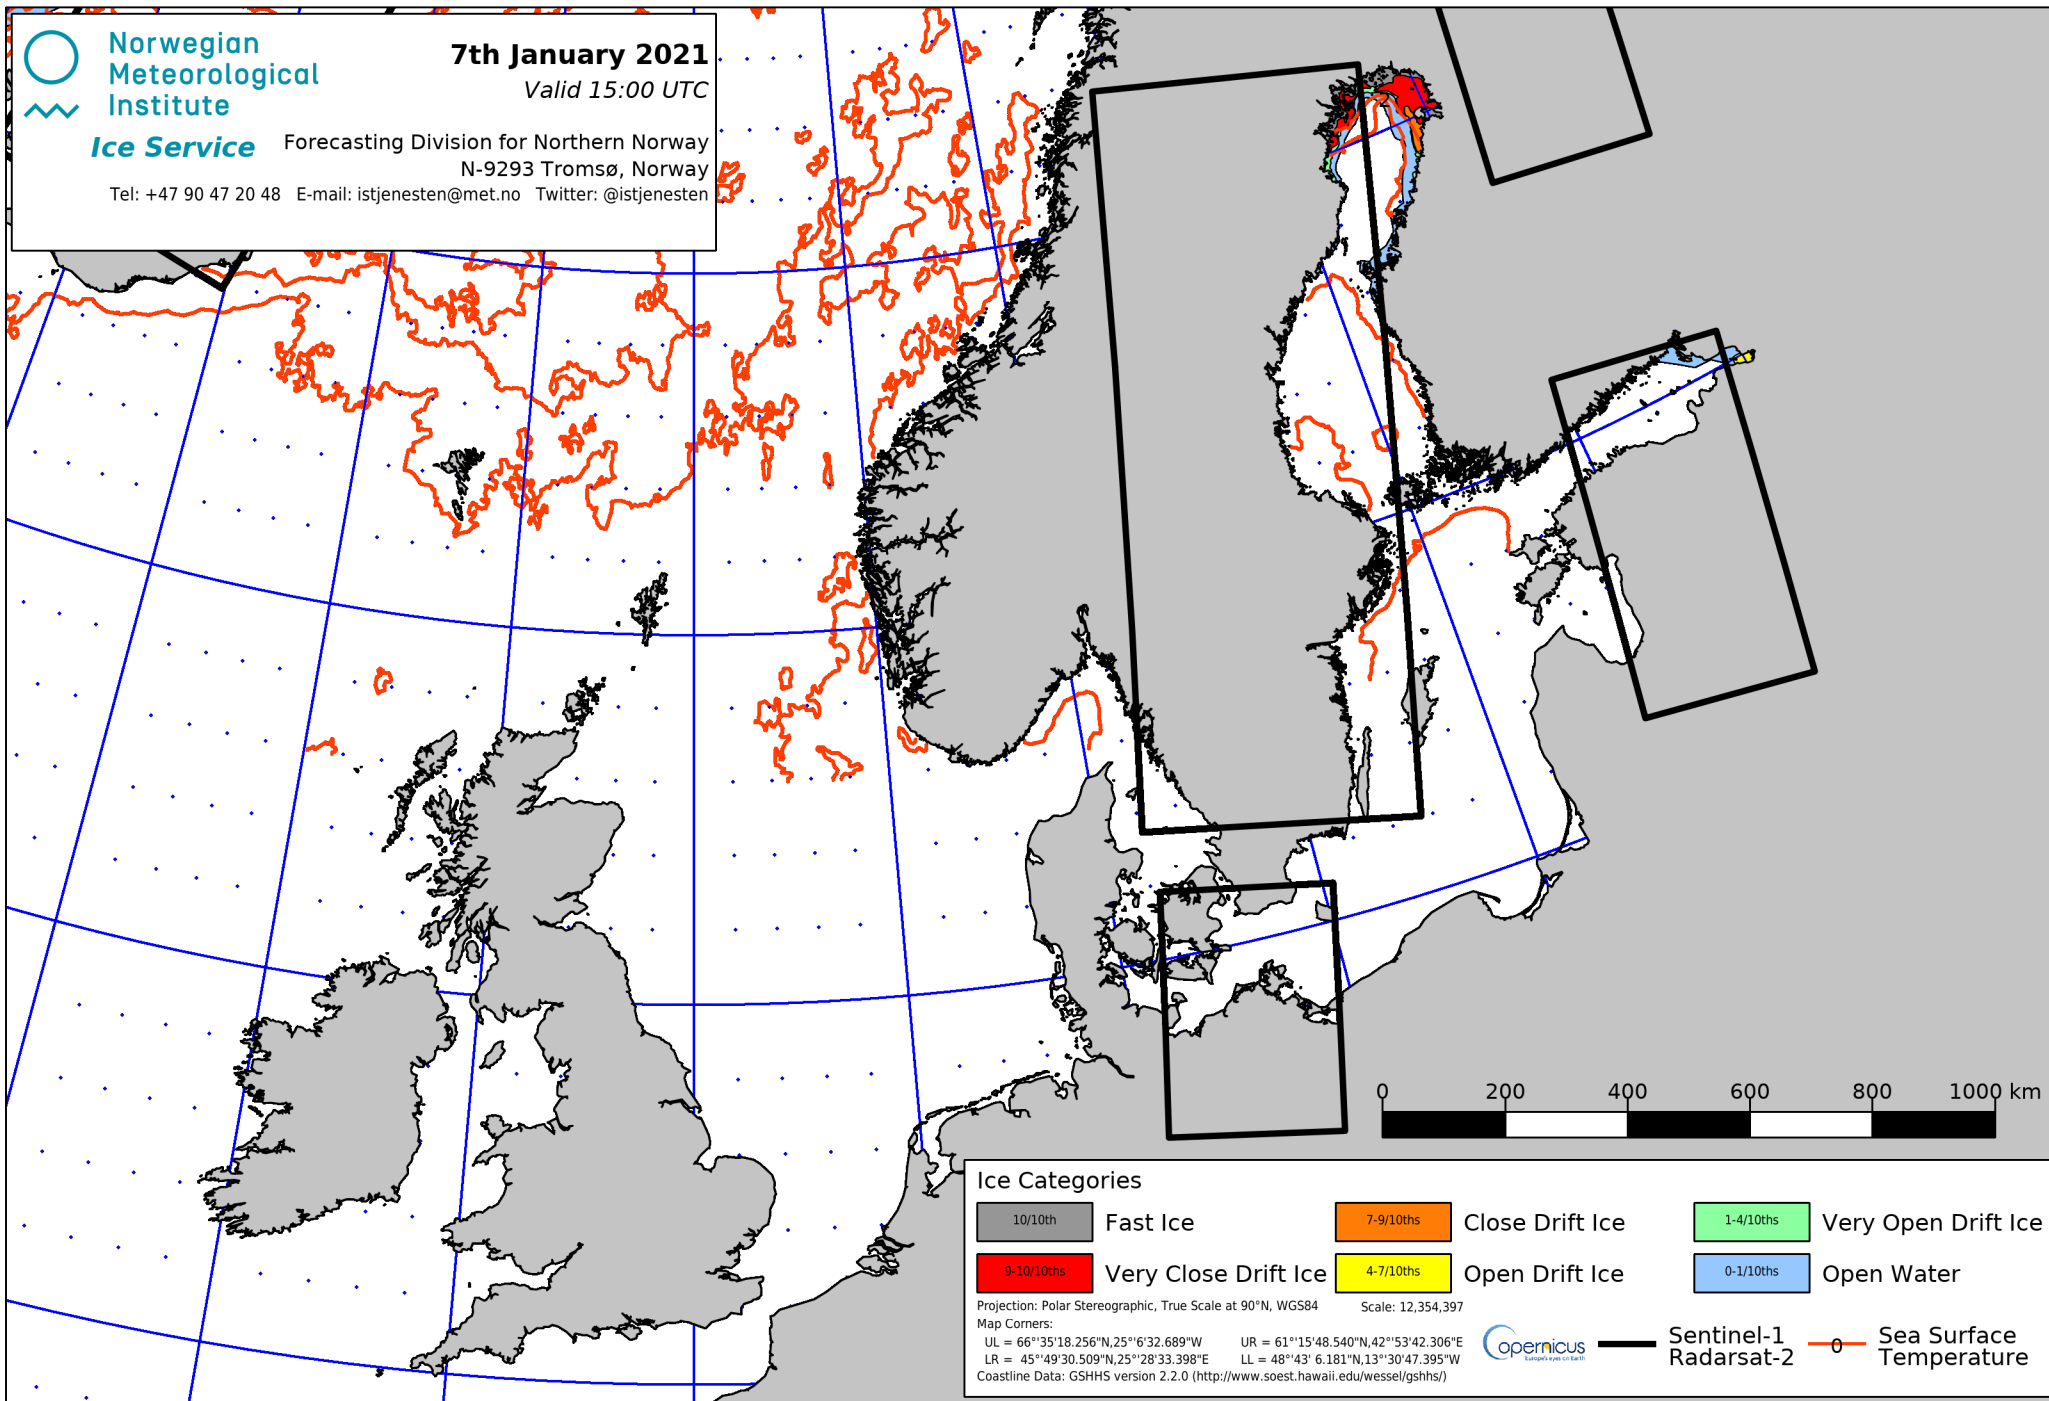 Norwegian
Meteorological
Institute
Ice Service
7th January 2021
Valid 15:00 UTC
Forecasting Division for Northern Norway
N-9293 Tromsø, Norway
Tel: +47 90 47 20 48 E-mail: istjenesten@met.no Twitter: @istjenesten
2
0 200 400 600 800 1000 km
Ice Categories
10/10th Fast Ice
7-9/10ths Close Drift Ice
1-4/10ths Very Open Drift Ice
9-10/10ths Very Close Drift Ice
4-7/10ths Open Drift Ice
0-1/10ths Open Water
Projection: Polar Stereographic, True Scale at 90°N, WGS84 Scale: 12,354,397
Map Corners:
UL = 66°'35'18.256"N,25°'6'32.689"W UR = 61°'15'48.540"N,42°'53'42.306"E
LR = 45°'49'30.509"N,25°'28'33.398"E LL = 48°'43' 6.181"N,13°'30'47.395"W
Coastline Data: GSHHS version 2.2.0 (http://www.soest.hawaii.edu/wessel/gshhs/)
opernicus
Europe's eyes on Earth
Sentinel-1
Radarsat-2
0
Sea Surface
Temperature